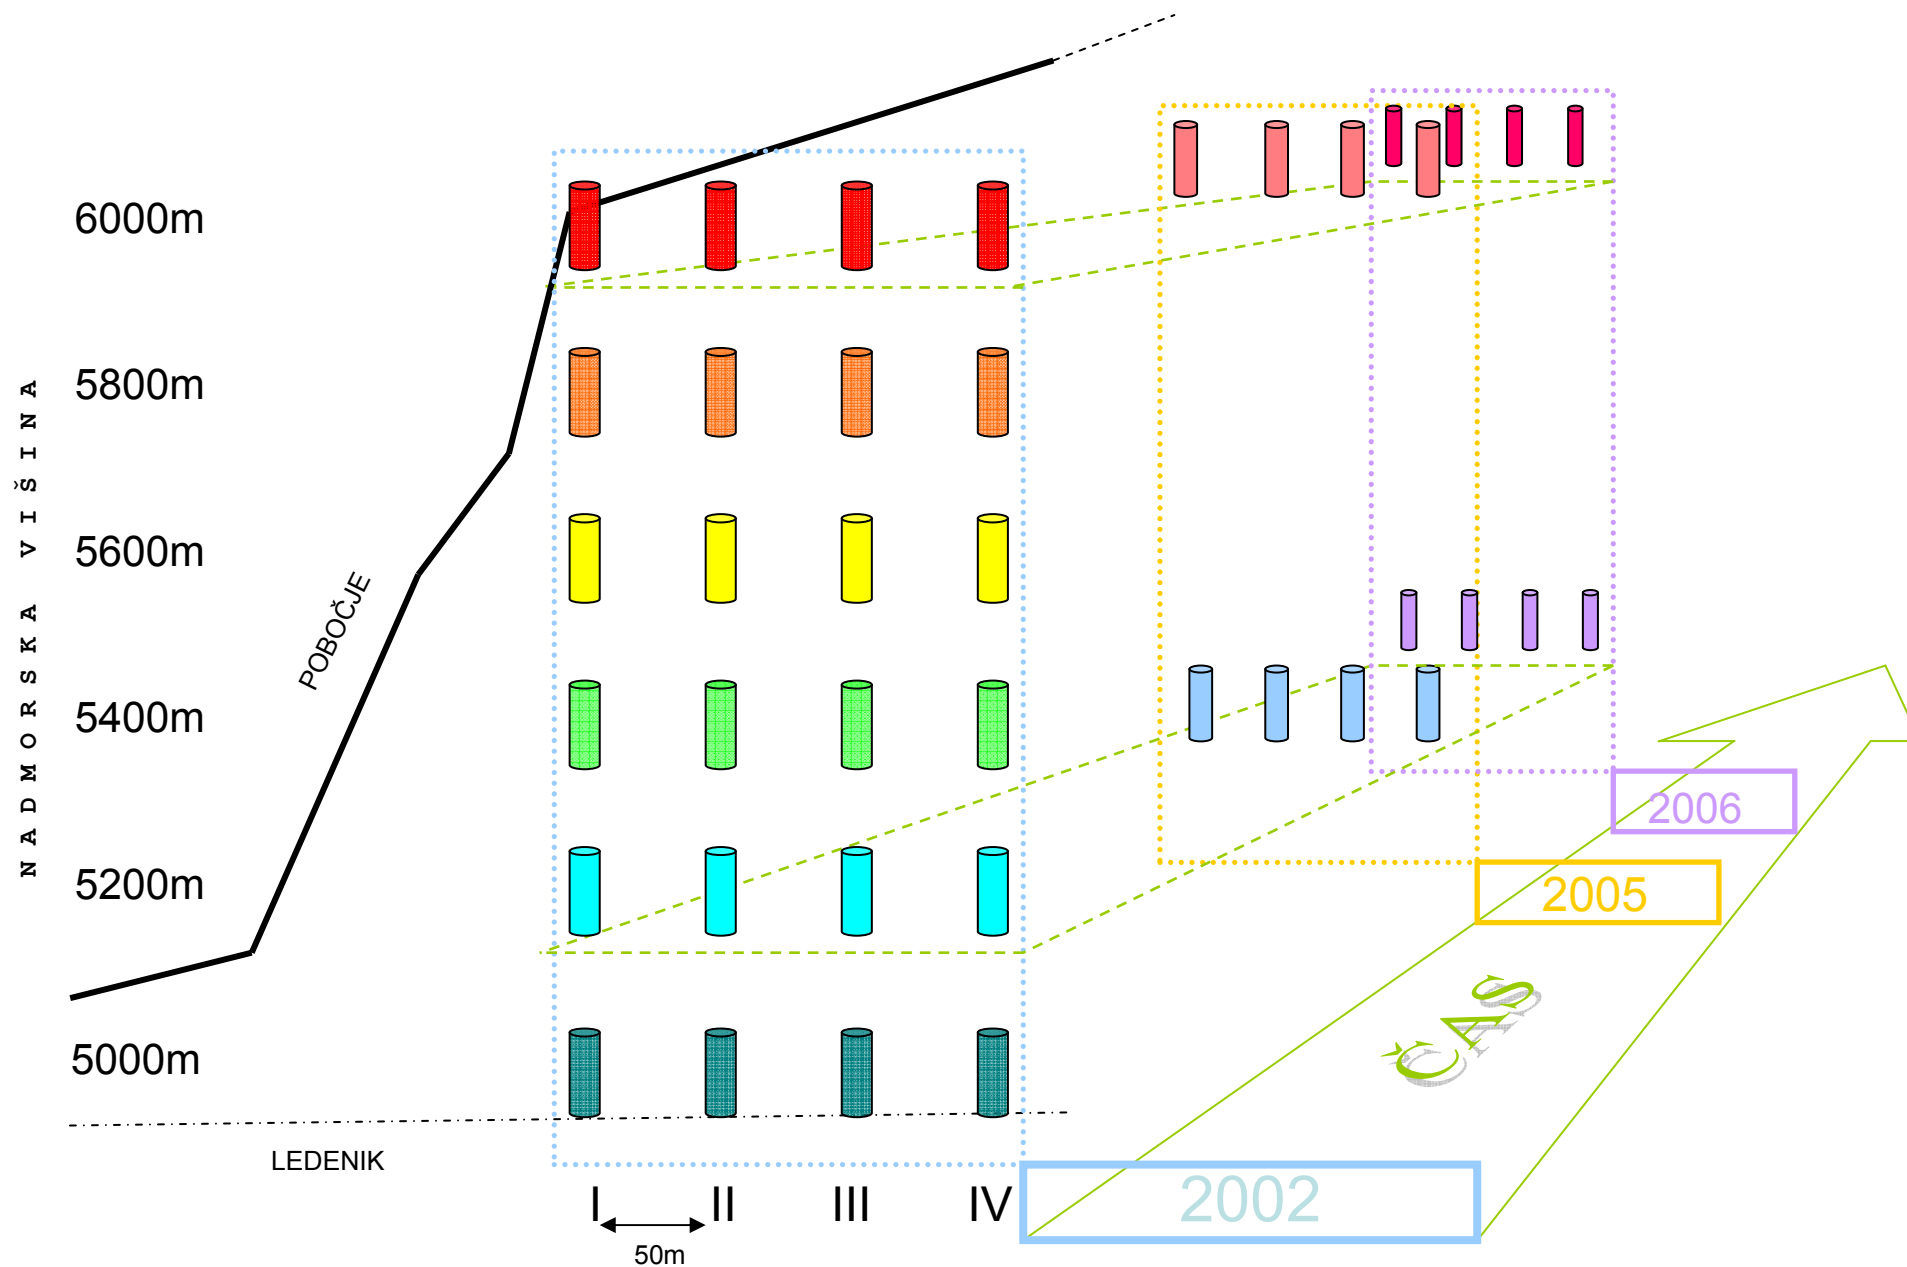 NADMORSKA VIŠINA
6000m
5800m
5600m
5400m
5200m
5000m
POBOČJE
LEDENIK
I II III IV
50m
2002
2005
2006
ČAS